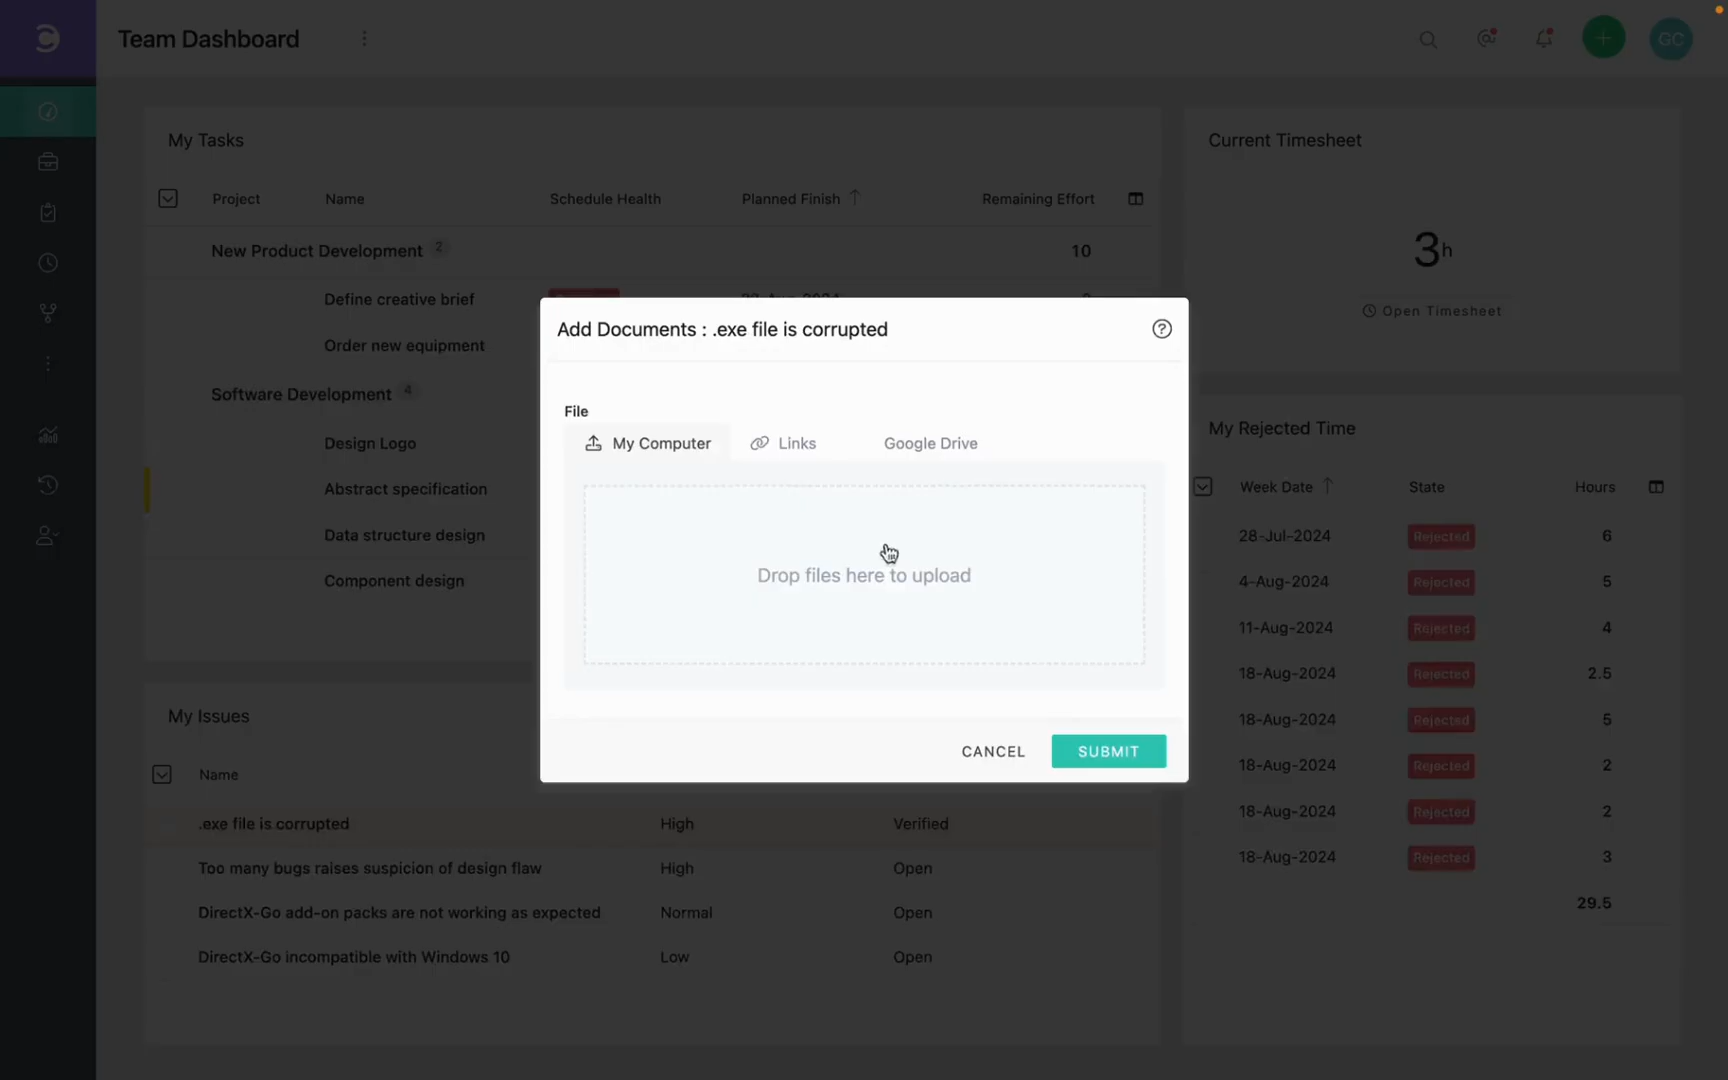 Team Dashboard
GC
My Tasks
Project Name Schedule Health Planned Finish Remaining Effort
New Product Development 2 10
Define creative brief
Order new equipment
Software Development 4
Design Logo
Abstract specification
Data structure design
Component design
Current Timesheet
3h
Open Timesheet
My Rejected Time
Week Date State Hours
28-Jul-2024 Rejected 6
4-Aug-2024 Rejected 5
11-Aug-2024 Rejected 4
18-Aug-2024 Rejected 2.5
18-Aug-2024 Rejected 5
18-Aug-2024 Rejected 2
18-Aug-2024 Rejected 2
18-Aug-2024 Rejected 3
29.5
Add Documents : .exe file is corrupted
File
My Computer Links Google Drive
Drop files here to upload
CANCEL SUBMIT
My Issues
Name
.exe file is corrupted High Verified
Too many bugs raises suspicion of design flaw High Open
DirectX-Go add-on packs are not working as expected Normal Open
DirectX-Go incompatible with Windows 10 Low Open